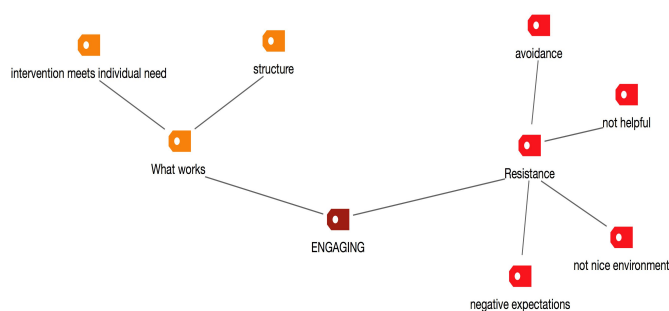 avoidance
intervention meets individual need
structure
not helpful
What works
Resistance
ENGAGING
not nice environment
negative expectations